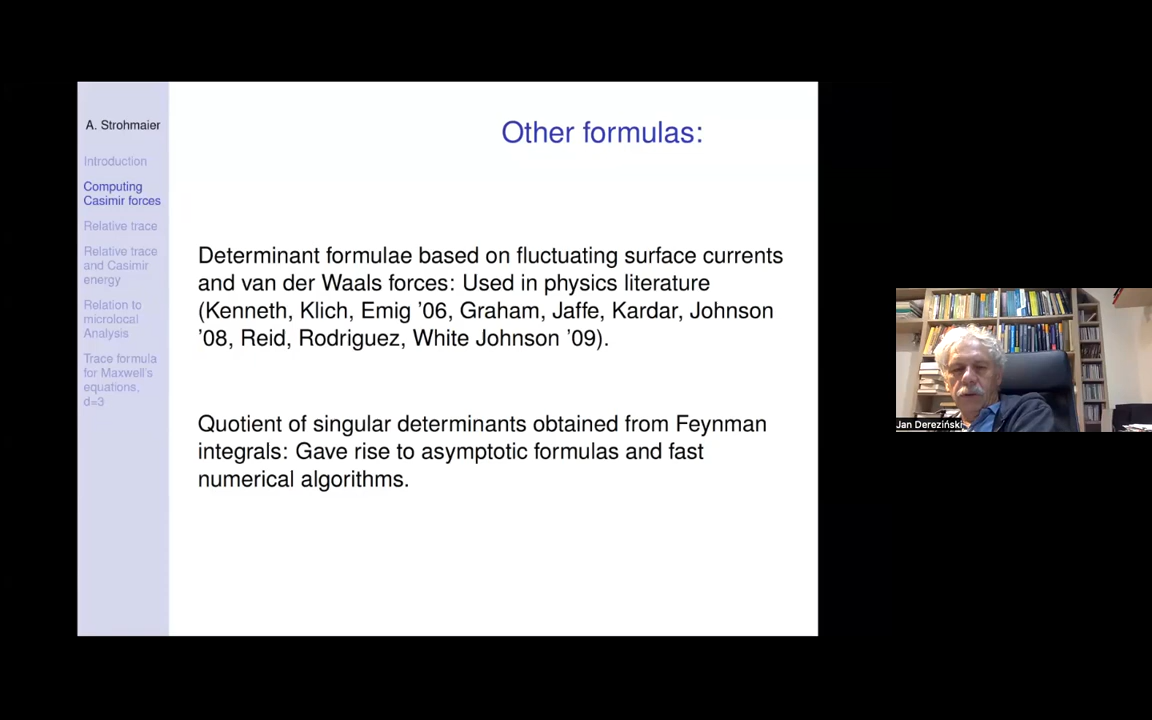 A. Strohmaier
Introduction
Computing
Casimir forces
Relative trace
Relative trace
and Casimir
energy
Relation to
microlocal
Analysis
Trace formula
for Maxwell's
equations,
d=3
Other formulas:
Determinant formulae based on fluctuating surface currents
and van der Waals forces: Used in physics literature
(Kenneth, Klich, Emig ’06, Graham, Jaffe, Kardar, Johnson
’08, Reid, Rodriguez, White Johnson ’09).
Quotient of singular determinants obtained from Feynman
integrals: Gave rise to asymptotic formulas and fast
numerical algorithms.
Jan Dereziński